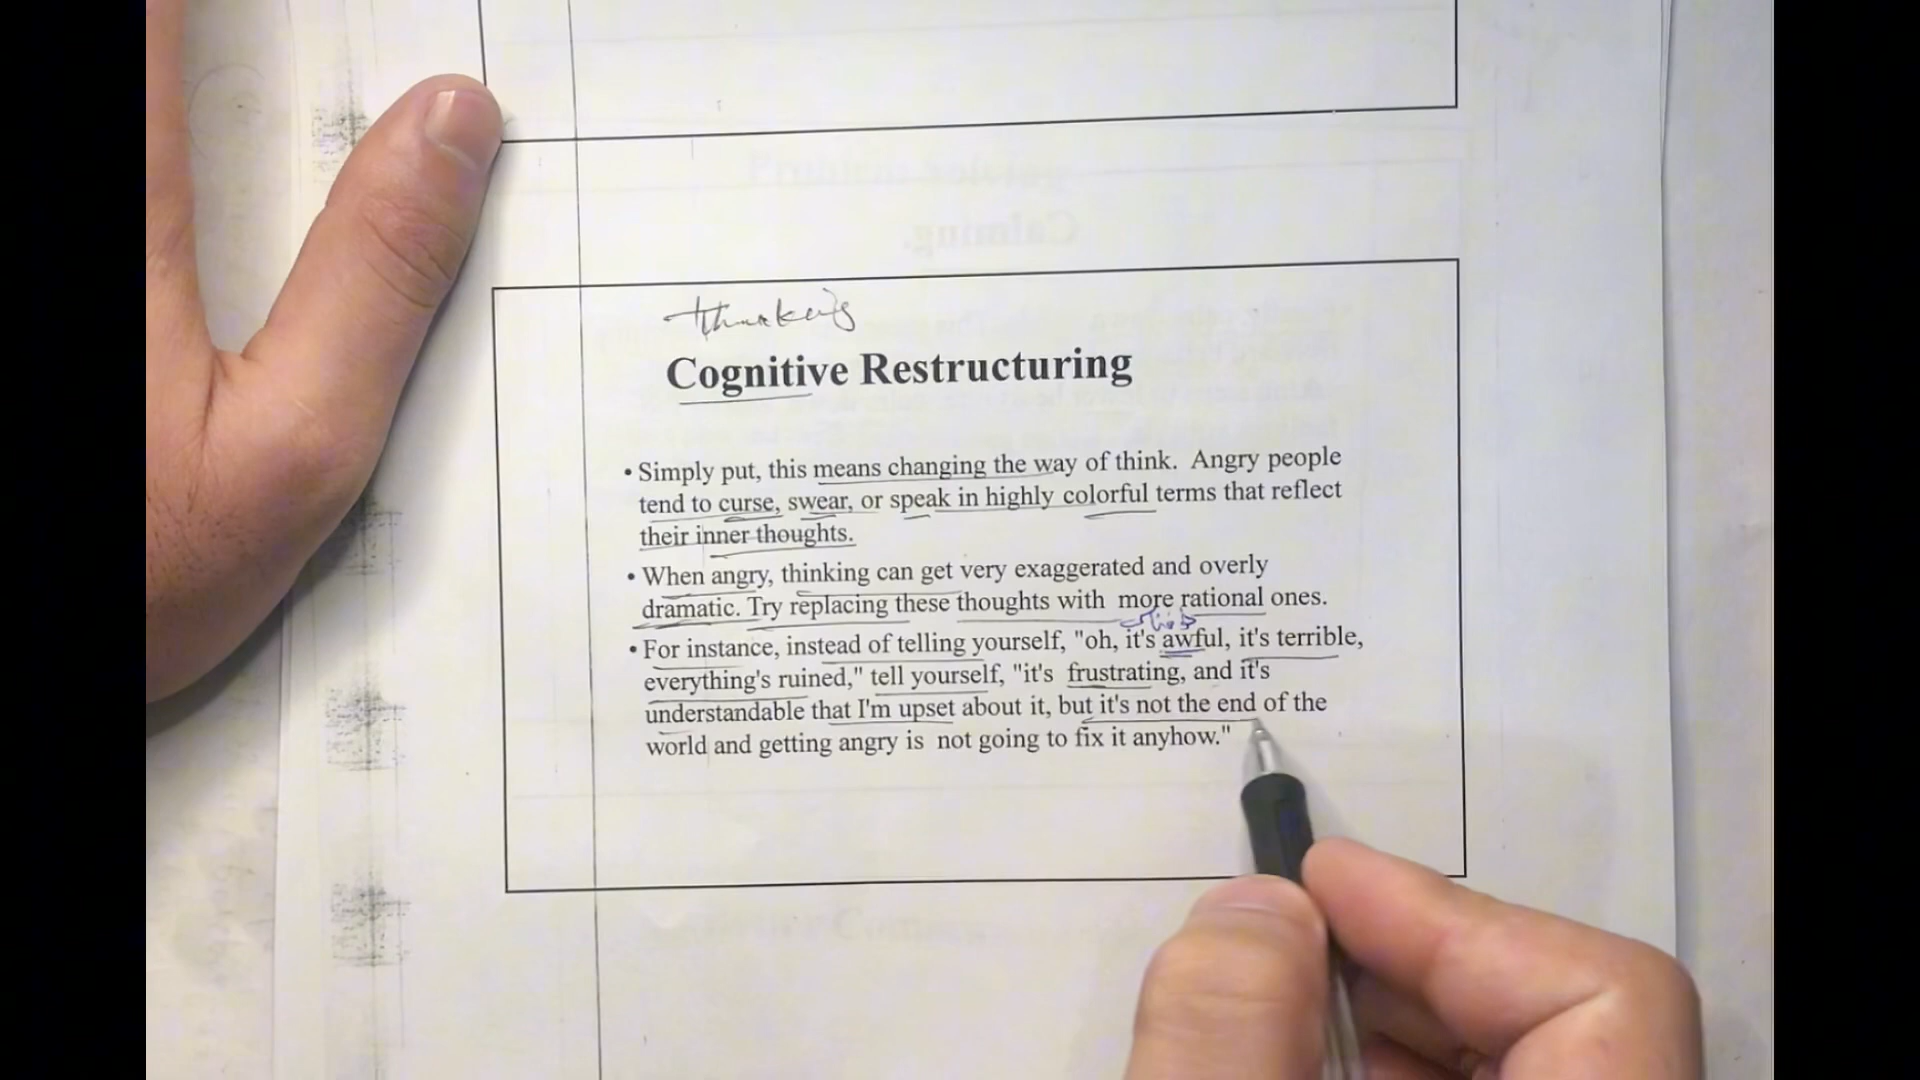 Cognitive Restructuring
• Simply put, this means changing the way of think. Angry people
tend to curse, swear, or speak in highly colorful terms that reflect
their inner thoughts.
• When angry, thinking can get very exaggerated and overly
dramatic. Try replacing these thoughts with more rational ones.
• For instance, instead of telling yourself, "oh, it's awful, it's terrible,
everything's ruined," tell yourself, "it's frustrating, and it's
understandable that I'm upset about it, but it's not the end of the
world and getting angry is not going to fix it anyhow."